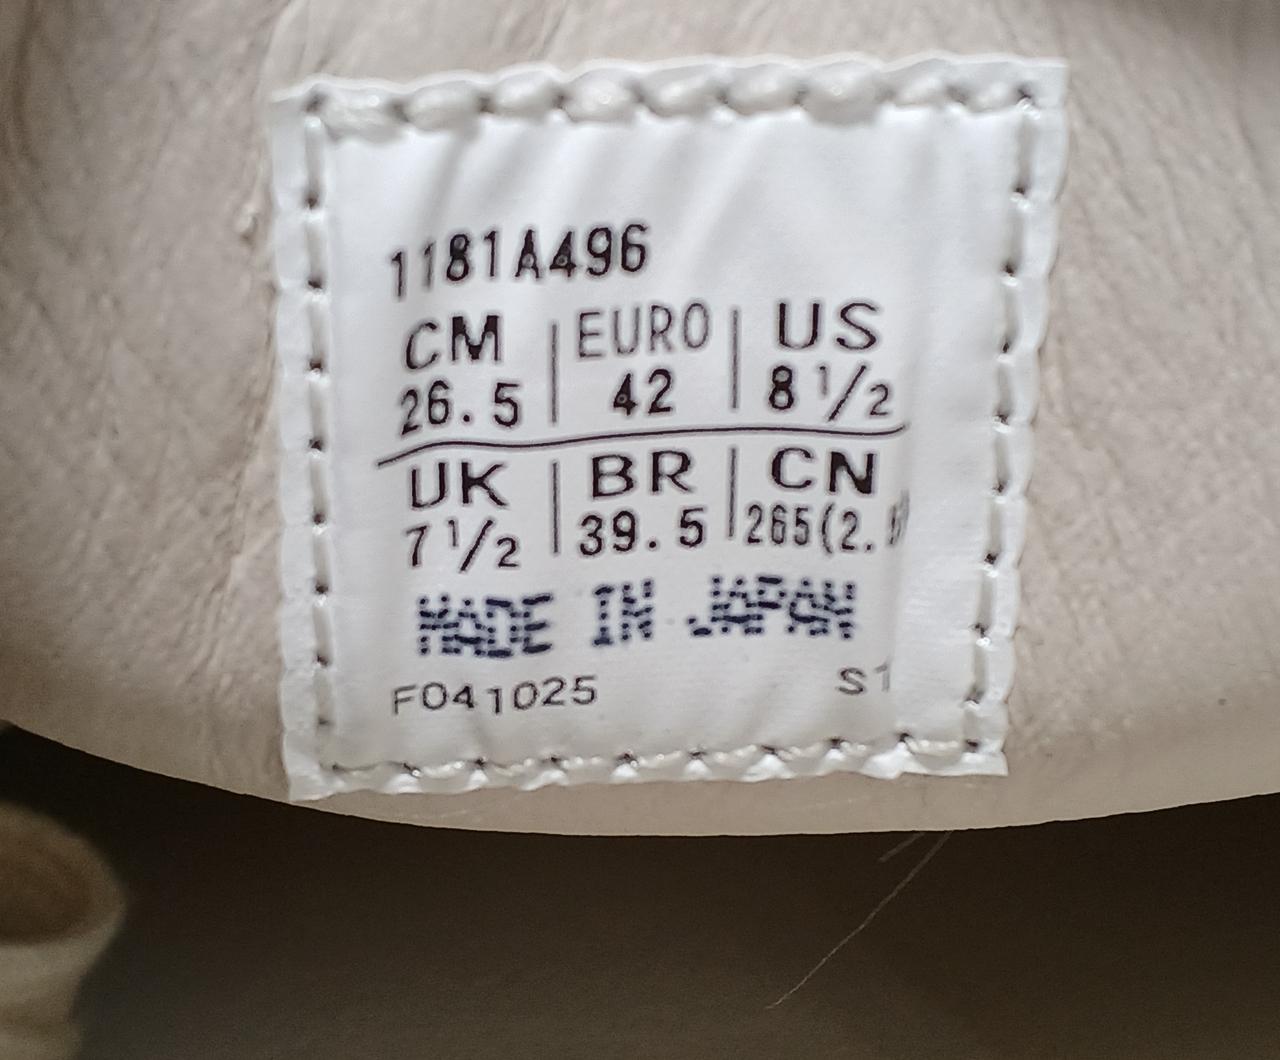 1181A496
CM | EURO | US
26.5 | 42 | 8 1/2
UK | BR | CN
7 1/2 | 39.5 | 265(2.
MADE IN JAPAN
F041025 S1